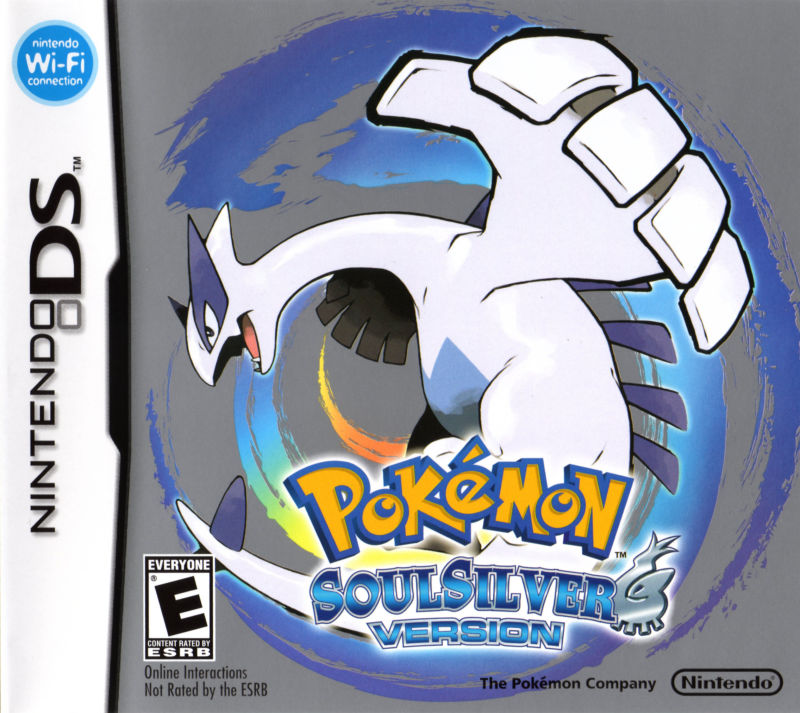 nintendo
Wi-Fi
connection
NINTENDO DS™
POKéMON™
SOULSILVER
VERSION
EVERYONE
E®
CONTENT RATED BY
ESRB
Online Interactions
Not Rated by the ESRB
The Pokémon Company
Nintendo®